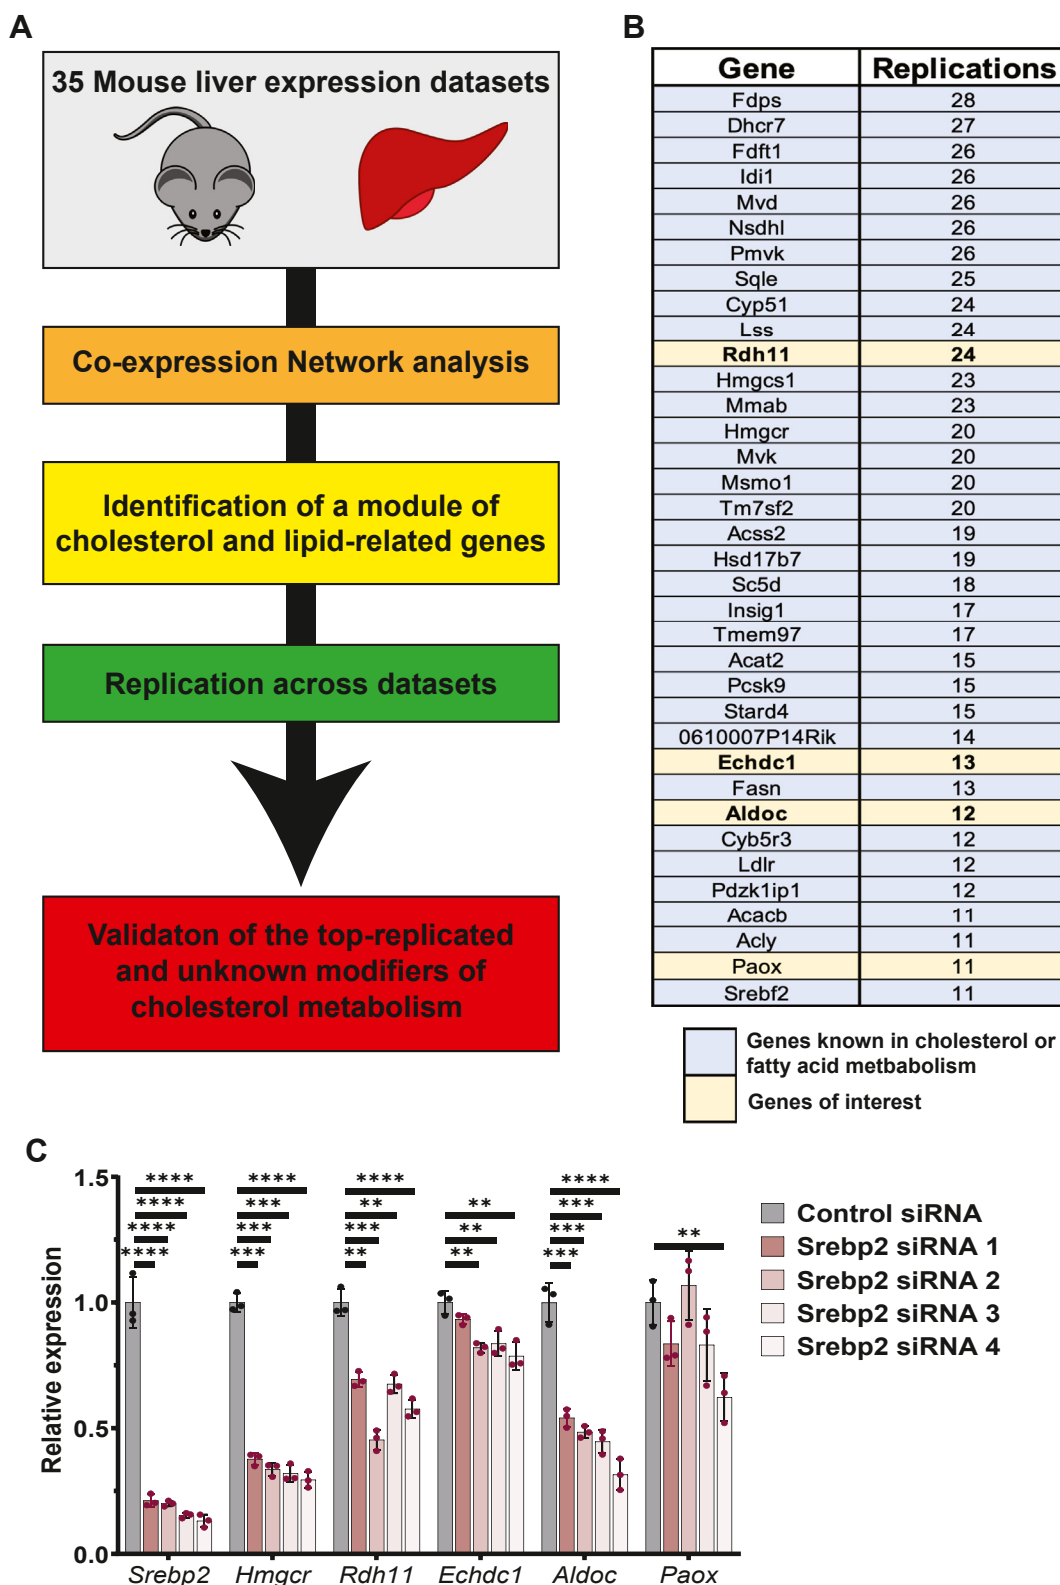 A
35 Mouse liver expression datasets
Co-expression Network analysis
Identification of a module of
cholesterol and lipid-related genes
Replication across datasets
Validaton of the top-replicated
and unknown modifiers of
cholesterol metabolism
B
Gene Replications
Fdps 28
Dhcr7 27
Fdft1 26
Idi1 26
Mvd 26
Nsdhl 26
Pmvk 26
Sqle 25
Cyp51 24
Lss 24
Rdh11 24
Hmgcs1 23
Mmab 23
Hmgcr 20
Mvk 20
Msmo1 20
Tm7sf2 20
Acss2 19
Hsd17b7 19
Sc5d 18
Insig1 17
Tmem97 17
Acat2 15
Pcsk9 15
Stard4 15
0610007P14Rik 14
Echdc1 13
Fasn 13
Aldoc 12
Cyb5r3 12
Ldlr 12
Pdzk1ip1 12
Acacb 11
Acly 11
Paox 11
Srebf2 11
Genes known in cholesterol or
fatty acid metbabolism
Genes of interest
C
Relative expression
1.5
1.0
0.5
0.0
**** **** **** ****
**** *** *** ***
**** ** *** **
** ** **
**** *** *** ***
**
Srebp2 Hmgcr Rdh11 Echdc1 Aldoc Paox
Control siRNA
Srebp2 siRNA 1
Srebp2 siRNA 2
Srebp2 siRNA 3
Srebp2 siRNA 4